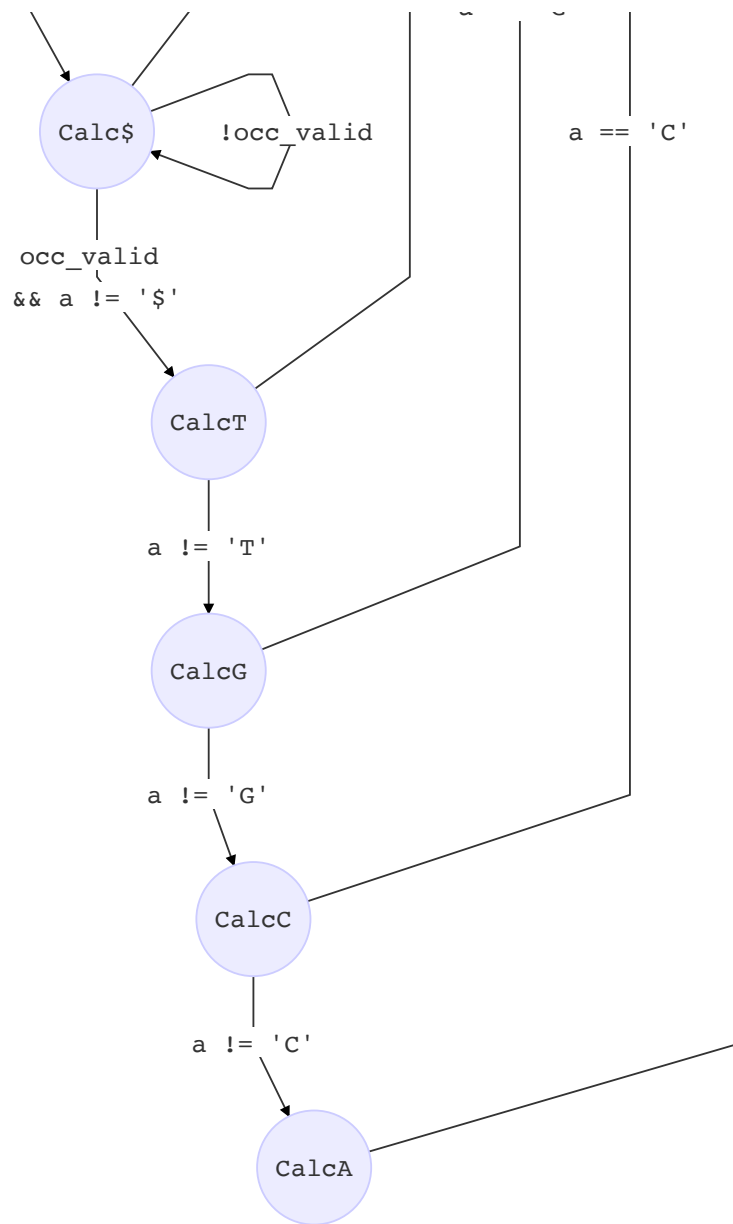 Calc$
!occ_valid
a == 'C'
occ_valid
&& a != '$'
CalcT
a != 'T'
CalcG
a != 'G'
CalcC
a != 'C'
CalcA